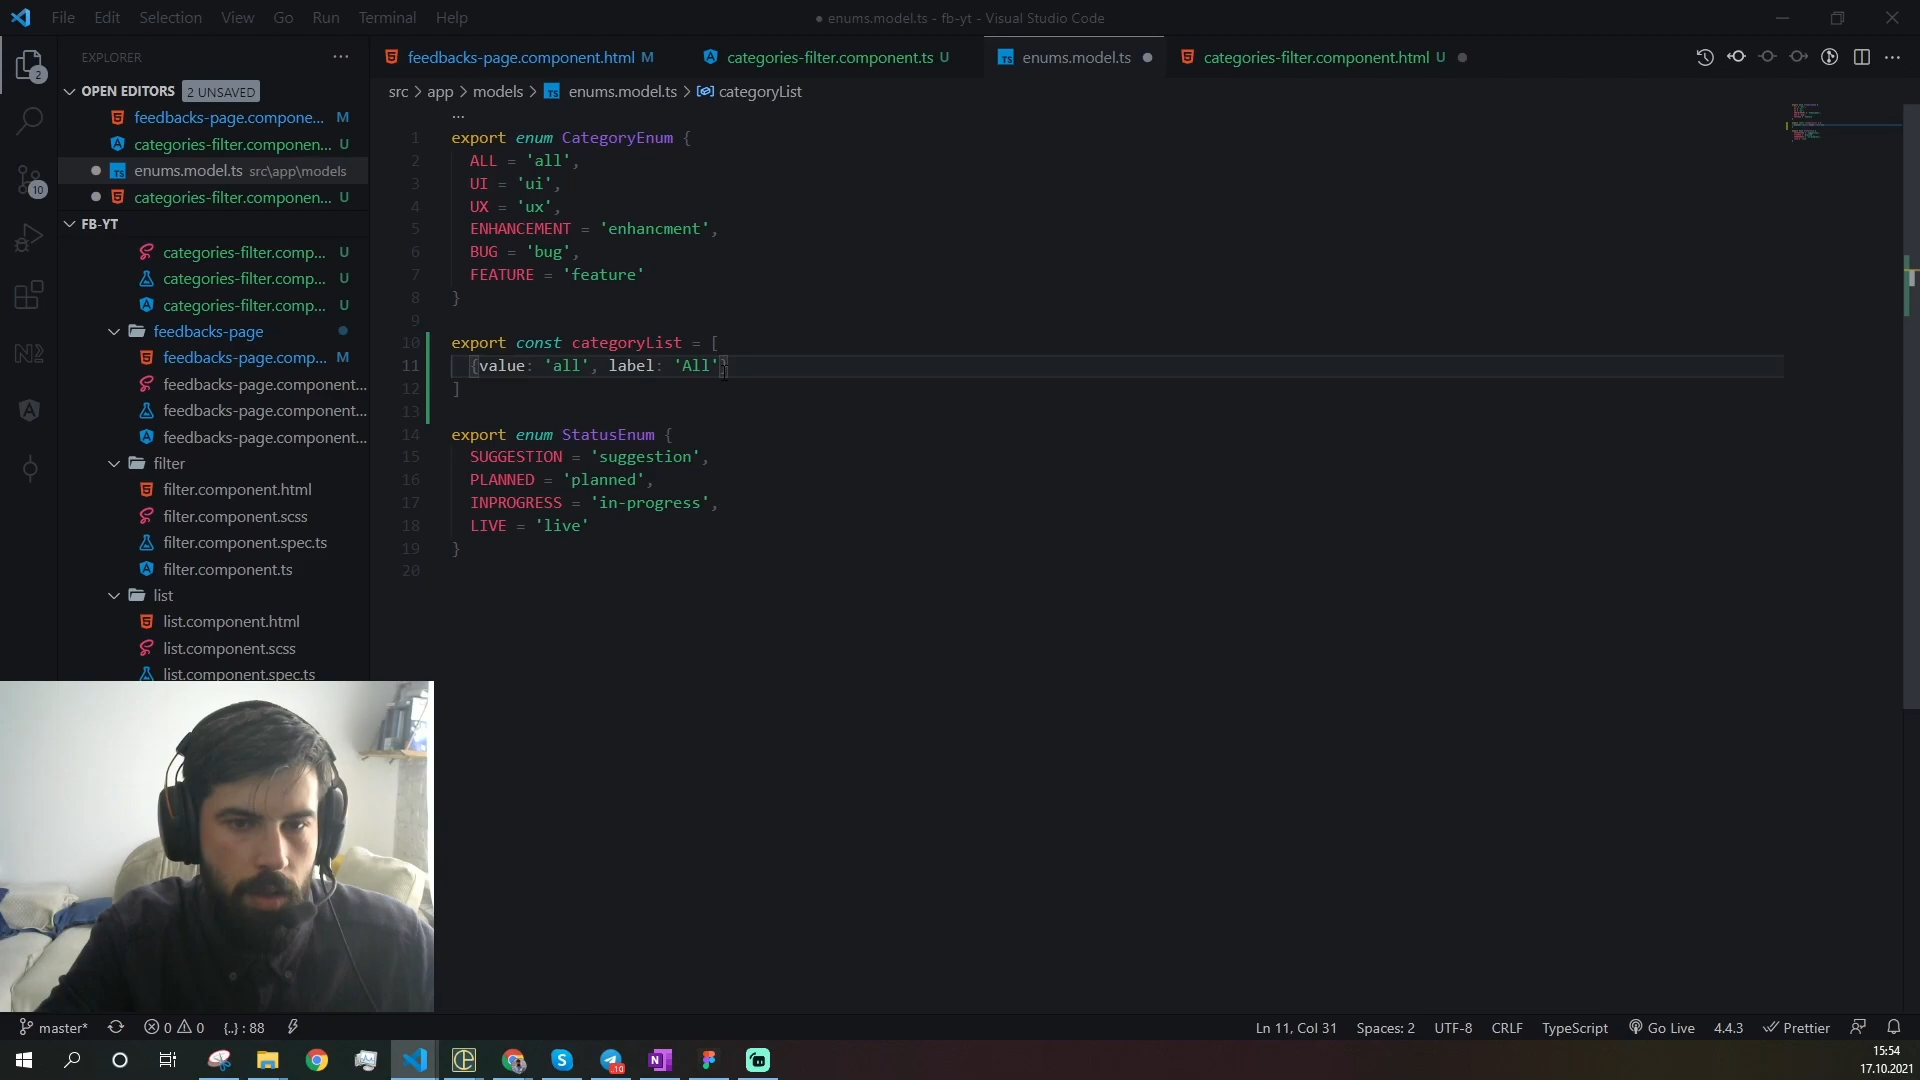 File Edit Selection View Go Run Terminal Help
● enums.model.ts - fb-yt - Visual Studio Code
EXPLORER
feedbacks-page.component.html M
categories-filter.component.ts U
enums.model.ts
categories-filter.component.html U
OPEN EDITORS 2 UNSAVED
src > app > models > TS enums.model.ts > categoryList
feedbacks-page.compone... M
categories-filter.componen... U
TS enums.model.ts src\app\models
categories-filter.componen... U
FB-YT
categories-filter.comp... U
categories-filter.comp... U
categories-filter.comp... U
feedbacks-page
feedbacks-page.comp... M
feedbacks-page.component...
feedbacks-page.component...
feedbacks-page.component...
filter
filter.component.html
filter.component.scss
filter.component.spec.ts
filter.component.ts
list
list.component.html
list.component.scss
list.component.spec.ts
...
1 export enum CategoryEnum {
2 ALL = 'all',
3 UI = 'ui',
4 UX = 'ux',
5 ENHANCEMENT = 'enhancment',
6 BUG = 'bug',
7 FEATURE = 'feature'
8 }
9
10 export const categoryList = [
11 {value: 'all', label: 'All'}
12 ]
13
14 export enum StatusEnum {
15 SUGGESTION = 'suggestion',
16 PLANNED = 'planned',
17 INPROGRESS = 'in-progress',
18 LIVE = 'live'
19 }
20
2
10
master* 0 0 {..} : 88
Ln 11, Col 31 Spaces: 2 UTF-8 CRLF TypeScript Go Live 4.4.3 Prettier
15:54
17.10.2021